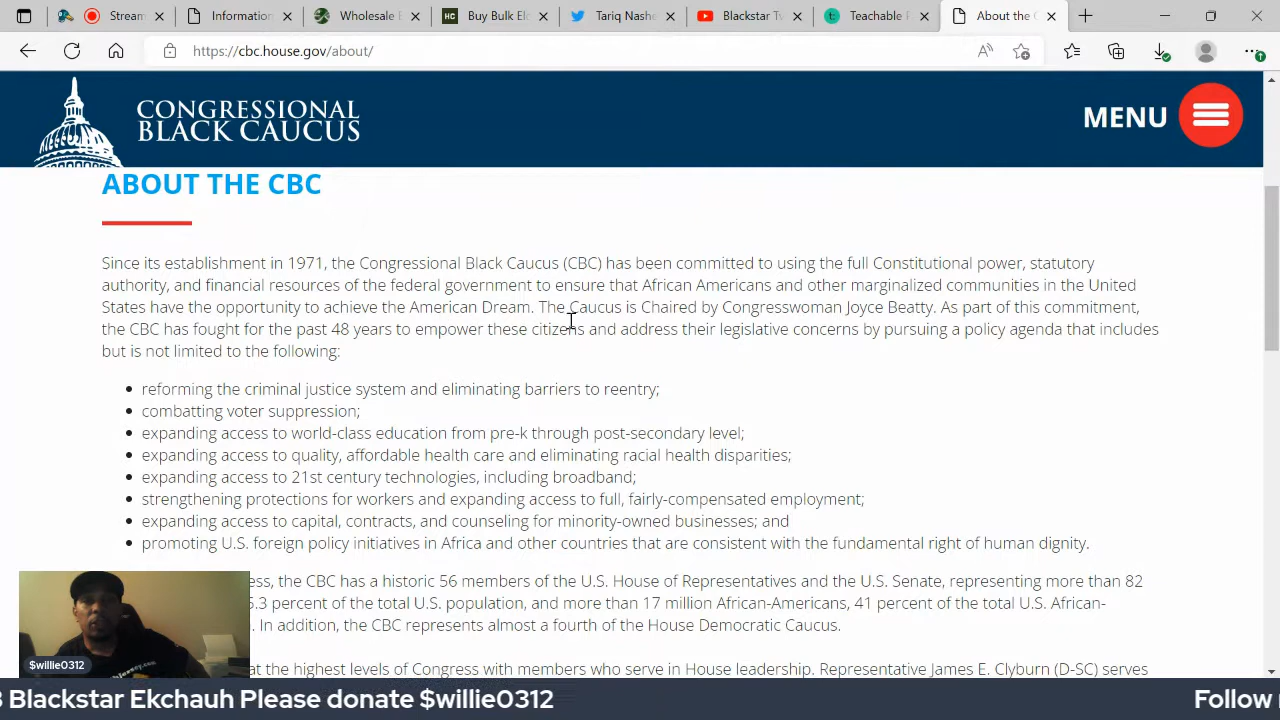 Stream
Information
Wholesale E
HC Buy Bulk Ele
Tariq Nashe
Blackstar Tv
t Teachable F
About the C
https://cbc.house.gov/about/
CONGRESSIONAL
BLACK CAUCUS
MENU
ABOUT THE CBC
Since its establishment in 1971, the Congressional Black Caucus (CBC) has been committed to using the full Constitutional power, statutory
authority, and financial resources of the federal government to ensure that African Americans and other marginalized communities in the United
States have the opportunity to achieve the American Dream. The Caucus is Chaired by Congresswoman Joyce Beatty. As part of this commitment,
the CBC has fought for the past 48 years to empower these citizens and address their legislative concerns by pursuing a policy agenda that includes
but is not limited to the following:
reforming the criminal justice system and eliminating barriers to reentry;
combatting voter suppression;
expanding access to world-class education from pre-k through post-secondary level;
expanding access to quality, affordable health care and eliminating racial health disparities;
expanding access to 21st century technologies, including broadband;
strengthening protections for workers and expanding access to full, fairly-compensated employment;
expanding access to capital, contracts, and counseling for minority-owned businesses; and
promoting U.S. foreign policy initiatives in Africa and other countries that are consistent with the fundamental right of human dignity.
ess, the CBC has a historic 56 members of the U.S. House of Representatives and the U.S. Senate, representing more than 82
5.3 percent of the total U.S. population, and more than 17 million African-Americans, 41 percent of the total U.S. African-
. In addition, the CBC represents almost a fourth of the House Democratic Caucus.
at the highest levels of Congress with members who serve in House leadership. Representative James E. Clyburn (D-SC) serves
$willie0312
Blackstar Ekchauh Please donate $willie0312
Follow